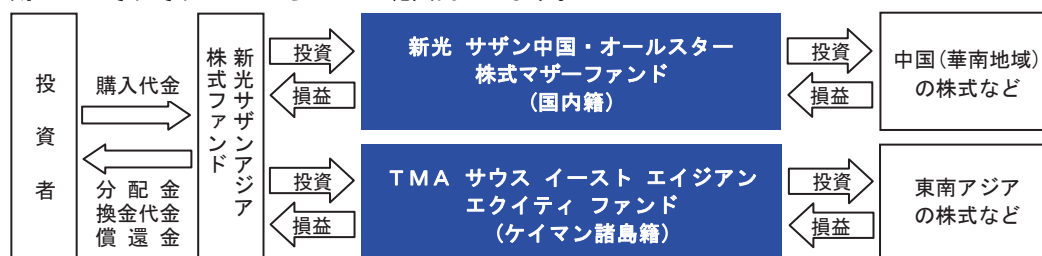 投資者
購入代金
分配金
換金代金
償還金
新光サザンアジア
株式ファンド
投資
損益
新光 サザン中国・オールスター
株式マザーファンド
(国内籍)
投資
損益
中国(華南地域)
の株式など
投資
損益
TMA サウス イースト エイジアン
エクイティ ファンド
(ケイマン諸島籍)
投資
損益
東南アジア
の株式など